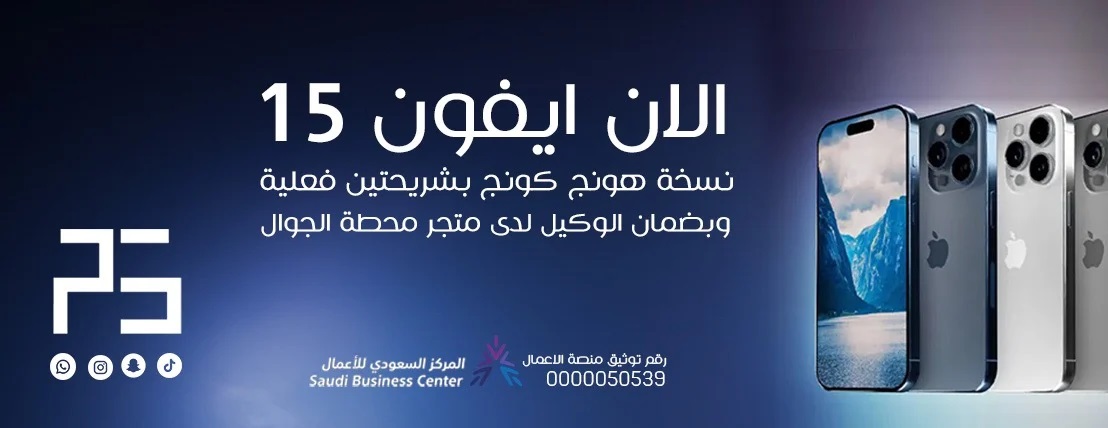 الان ايفون 15
نسخة هونج كونج بشريحتين فعلية
وبضمان الوكيل لدى متجر محطة الجوال
رقم توثيق منصة الاعمال
0000050539
المركز السعودي للأعمال
Saudi Business Center